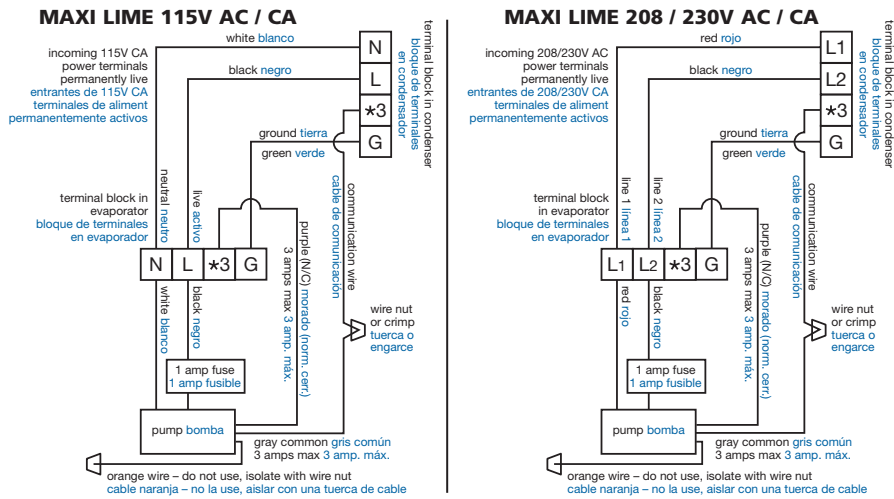 MAXI LIME 115V AC / CA
white blanco
N
incoming 115V CA
power terminals
permanently live
entrantes de 115V CA
terminales de aliment
permanentemente activos
black negro
L
*3
G
terminal block in condenser
bloque de terminales
en condensador
ground tierra
green verde
neutral neutro
live activo
terminal block in
evaporator
bloque de terminales
en evaporador
communication wire
cable de comunicación
purple (N/C) morado (norm. cerr.)
3 amps max 3 amp. máx.
N L *3 G
white blanco
black negro
wire nut
or crimp
tuerca o
engarce
1 amp fuse
1 amp fusible
pump bomba
gray common gris común
3 amps max 3 amp. máx.
orange wire – do not use, isolate with wire nut
cable naranja – no la use, aislar con una tuerca de cable
MAXI LIME 208 / 230V AC / CA
red rojo
L1
incoming 208/230V AC
power terminals
permanently live
entrantes de 208/230V CA
terminales de aliment
permanentemente activos
black negro
L2
*3
G
terminal block in condenser
bloque de terminales
en condensador
ground tierra
green verde
line 1 línea 1
line 2 línea 2
terminal block
in evaporator
bloque de terminales
en evaporador
communication wire
cable de comunicación
purple (N/C) morado (norm. cerr.)
3 amps max 3 amp. máx.
L1 L2 *3 G
red rojo
black negro
wire nut
or crimp
tuerca o
engarce
1 amp fuse
1 amp fusible
pump bomba
gray common gris común
3 amps max 3 amp. máx.
orange wire – do not use, isolate with wire nut
cable naranja – no la use, aislar con una tuerca de cable